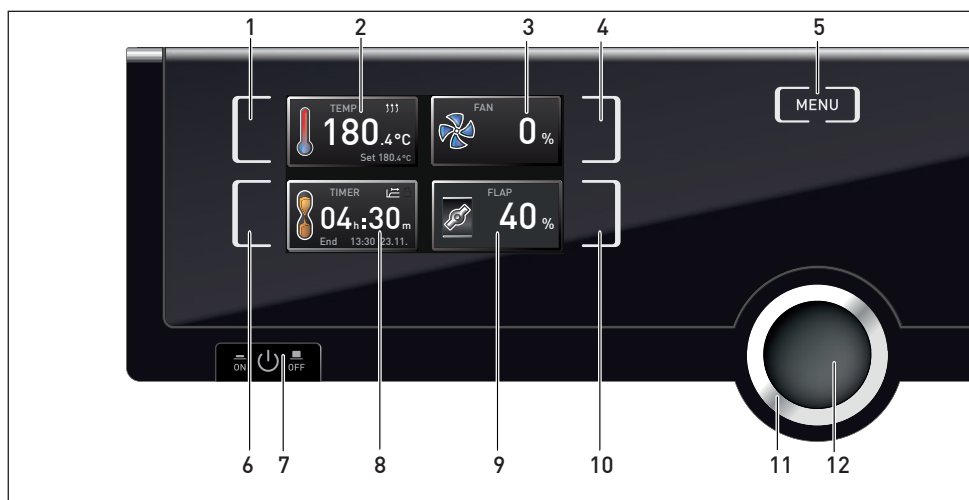 1 2 3 4 5
TEMP
180.4°C
Set 180.4°C
FAN
0 %
MENU
TIMER
04h:30m
End 13:30 23.11.
FLAP
40 %
ON OFF
6 7 8 9 10 11 12